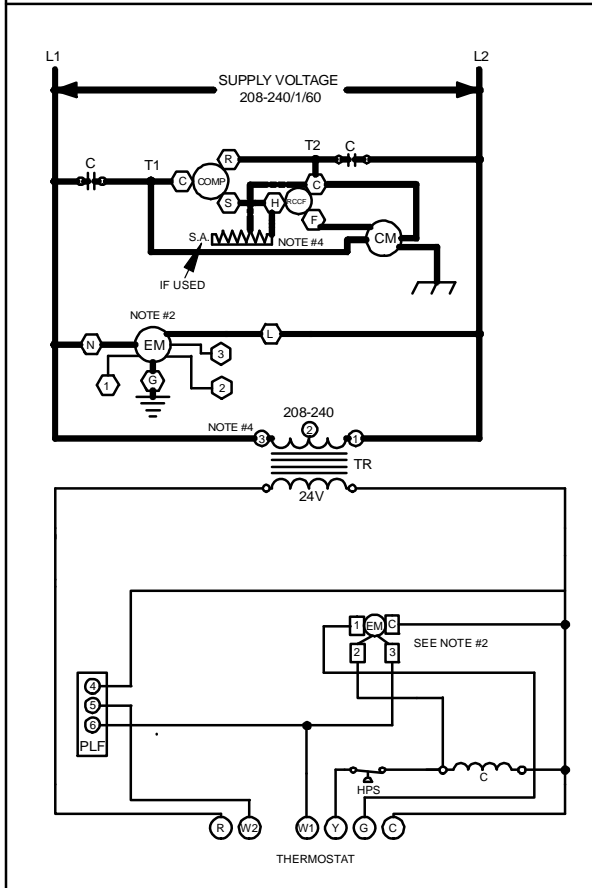 L1
L2
SUPPLY VOLTAGE
208-240/1/60
C
T1
T2
C
C
COMP
R
S
H
RCCF
C
F
CM
S.A.
NOTE #4
IF USED
NOTE #2
N
EM
L
3
1
G
2
NOTE #4
208-240
3
2
1
TR
24V
1
EM
C
SEE NOTE #2
2
3
4
5
6
PLF
HPS
C
R
W2
W1
Y
G
C
THERMOSTAT